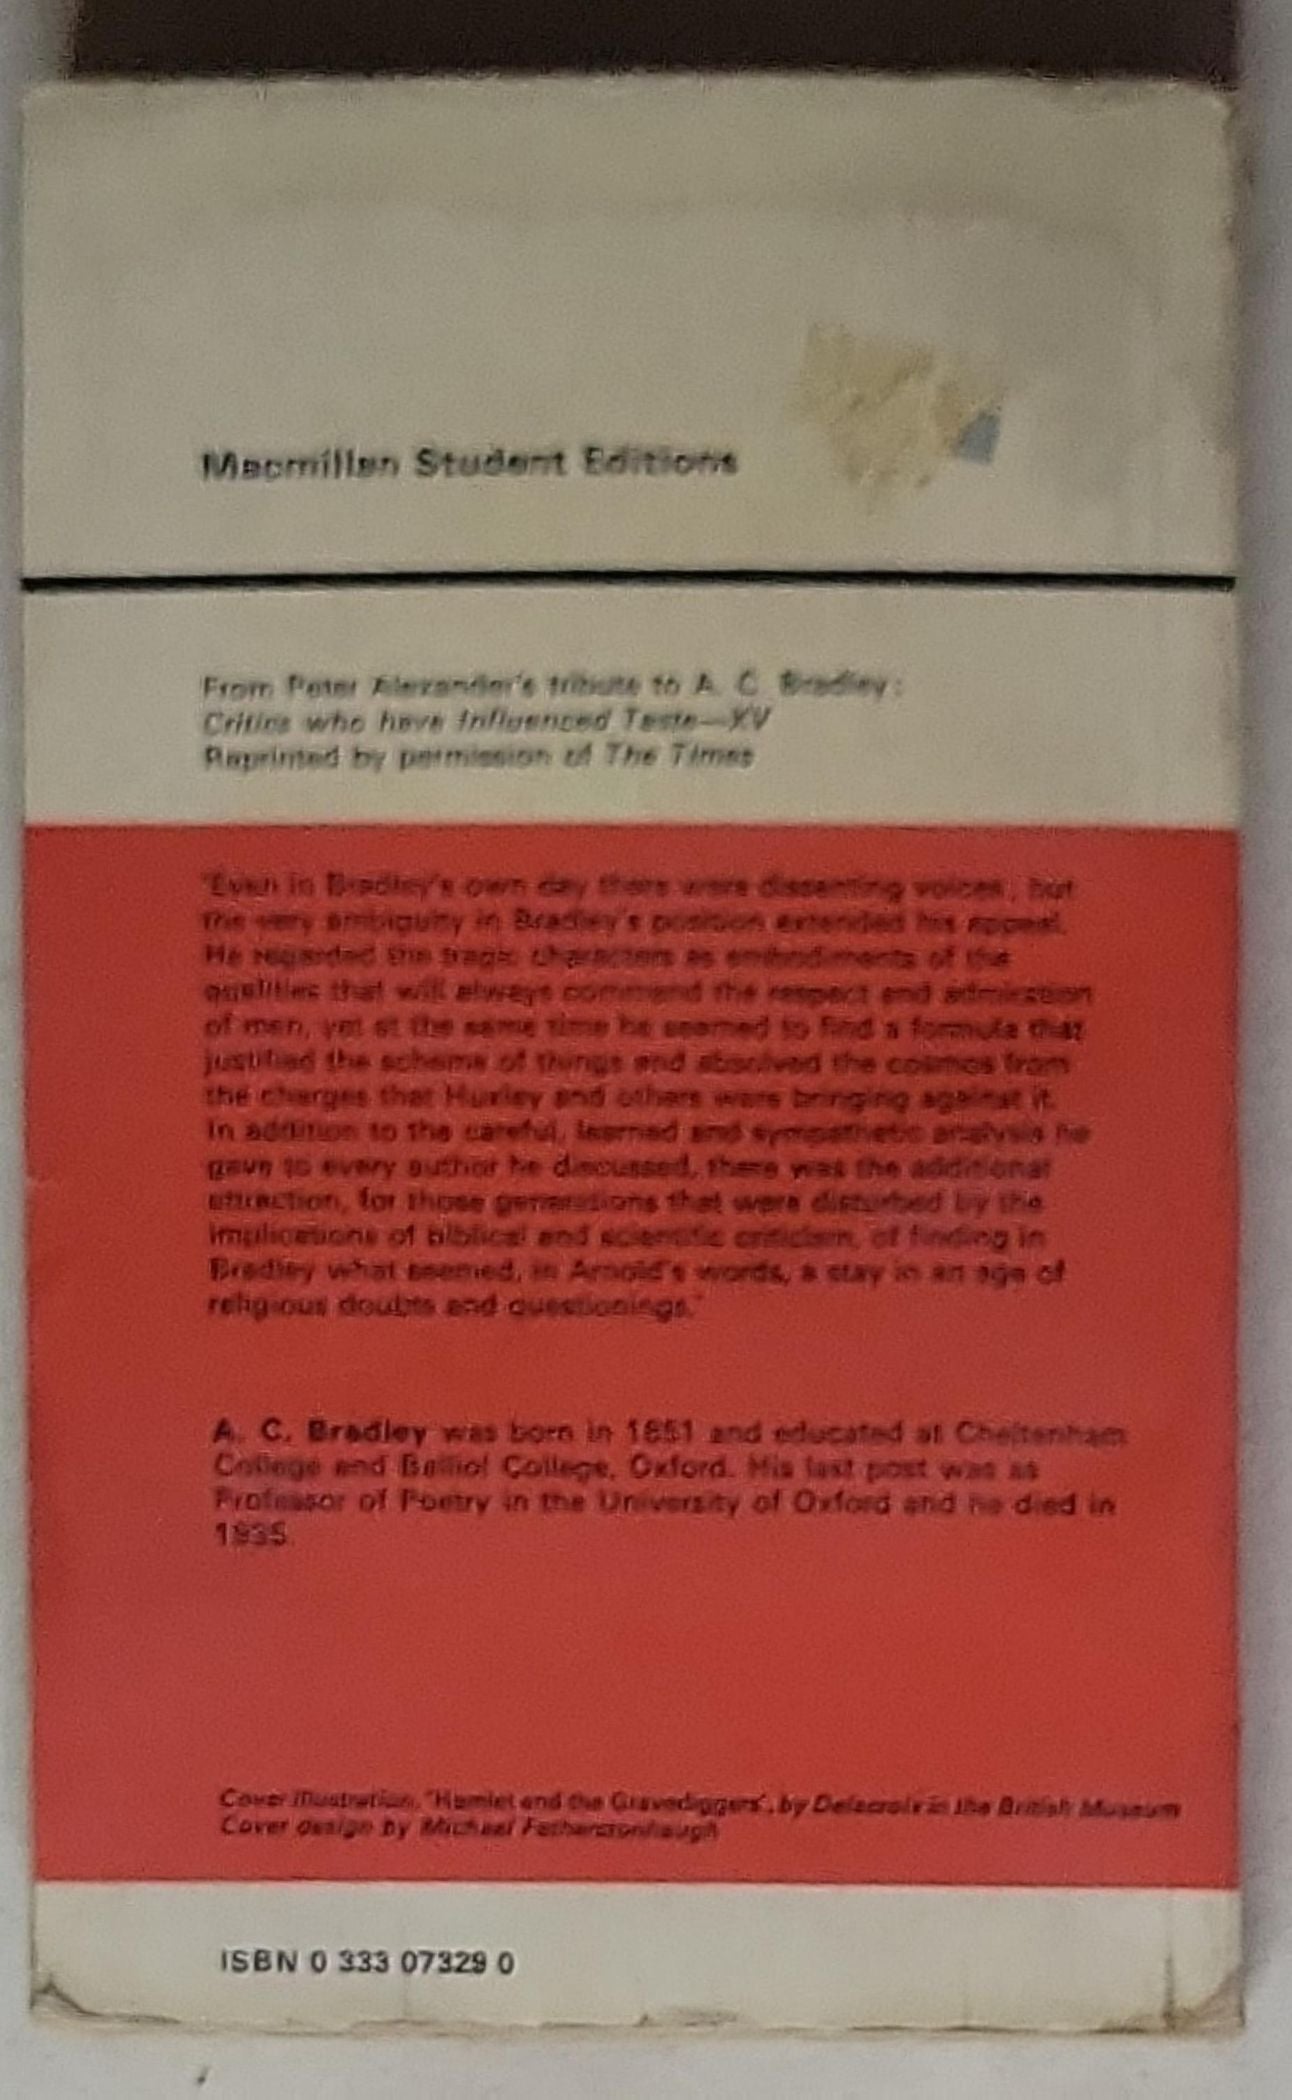 Macmillan Student Editions
From Peter Alexander's tribute to A. C. Bradley:
Critics who have Influenced Taste—XV
Reprinted by permission of The Times
'Even in Bradley's own day there were dissenting voices, but
the very ambiguity in Bradley's position extended his appeal.
He regarded the tragic characters as embodiments of the
qualities that will always command the respect and admiration
of men, yet at the same time he seemed to find a formula that
justified the scheme of things and absolved the cosmos from
the charges that Huxley and others were bringing against it.
In addition to the careful, learned and sympathetic analysis he
gave to every author he discussed, there was the additional
attraction, for those generations that were disturbed by the
implications of biblical and scientific criticism, of finding in
Bradley what seemed, in Arnold's words, a stay in an age of
religious doubts and questionings.'
A. C. Bradley was born in 1851 and educated at Cheltenham
College and Balliol College, Oxford. His last post was as
Professor of Poetry in the University of Oxford and he died in
1935.
Cover illustration, 'Hamlet and the Gravediggers', by Delacroix in the British Museum
Cover design by Michael Fetherstonhaugh
ISBN 0 333 07329 0